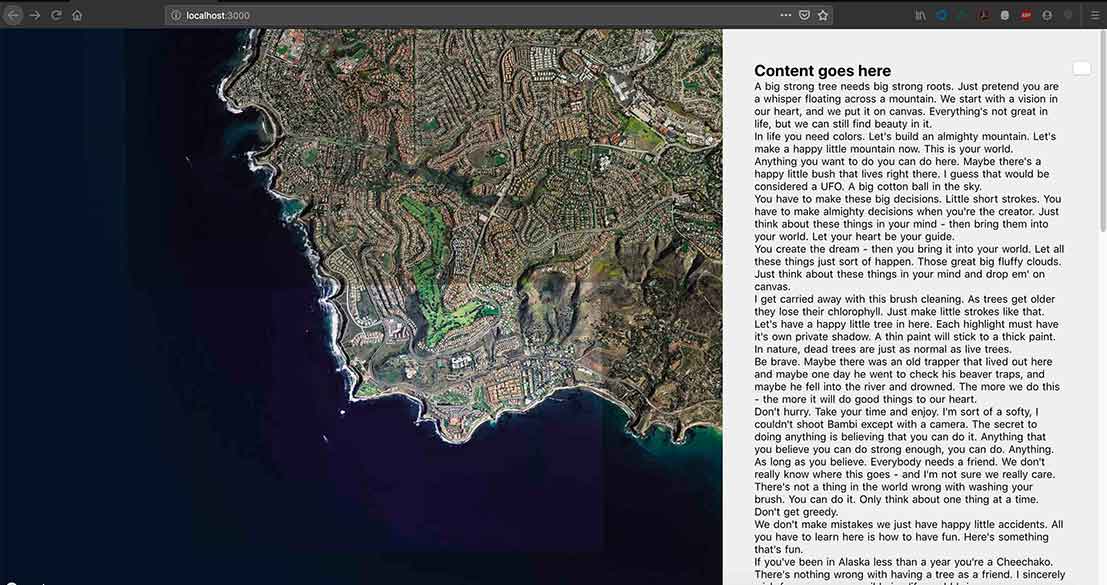 localhost:3000
Content goes here
A big strong tree needs big strong roots. Just pretend you are
a whisper floating across a mountain. We start with a vision in
our heart, and we put it on canvas. Everything's not great in
life, but we can still find beauty in it.
In life you need colors. Let's build an almighty mountain. Let's
make a happy little mountain now. This is your world.
Anything you want to do you can do here. Maybe there's a
happy little bush that lives right there. I guess that would be
considered a UFO. A big cotton ball in the sky.
You have to make these big decisions. Little short strokes. You
have to make almighty decisions when you're the creator. Just
think about these things in your mind - then bring them into
your world. Let your heart be your guide.
You create the dream - then you bring it into your world. Let all
these things just sort of happen. Those great big fluffy clouds.
Just think about these things in your mind and drop em' on
canvas.
I get carried away with this brush cleaning. As trees get older
they lose their chlorophyll. Just make little strokes like that.
Let's have a happy little tree in here. Each highlight must have
it's own private shadow. A thin paint will stick to a thick paint.
In nature, dead trees are just as normal as live trees.
Be brave. Maybe there was an old trapper that lived out here
and maybe one day he went to check his beaver traps, and
maybe he fell into the river and drowned. The more we do this
- the more it will do good things to our heart.
Don't hurry. Take your time and enjoy. I'm sort of a softy, I
couldn't shoot Bambi except with a camera. The secret to
doing anything is believing that you can do it. Anything that
you believe you can do strong enough, you can do. Anything.
As long as you believe. Everybody needs a friend. We don't
really know where this goes - and I'm not sure we really care.
There's not a thing in the world wrong with washing your
brush. You can do it. Only think about one thing at a time.
Don't get greedy.
We don't make mistakes we just have happy little accidents. All
you have to learn here is how to have fun. Here's something
that's fun.
If you've been in Alaska less than a year you're a Cheechako.
There's nothing wrong with having a tree as a friend. I sincerely